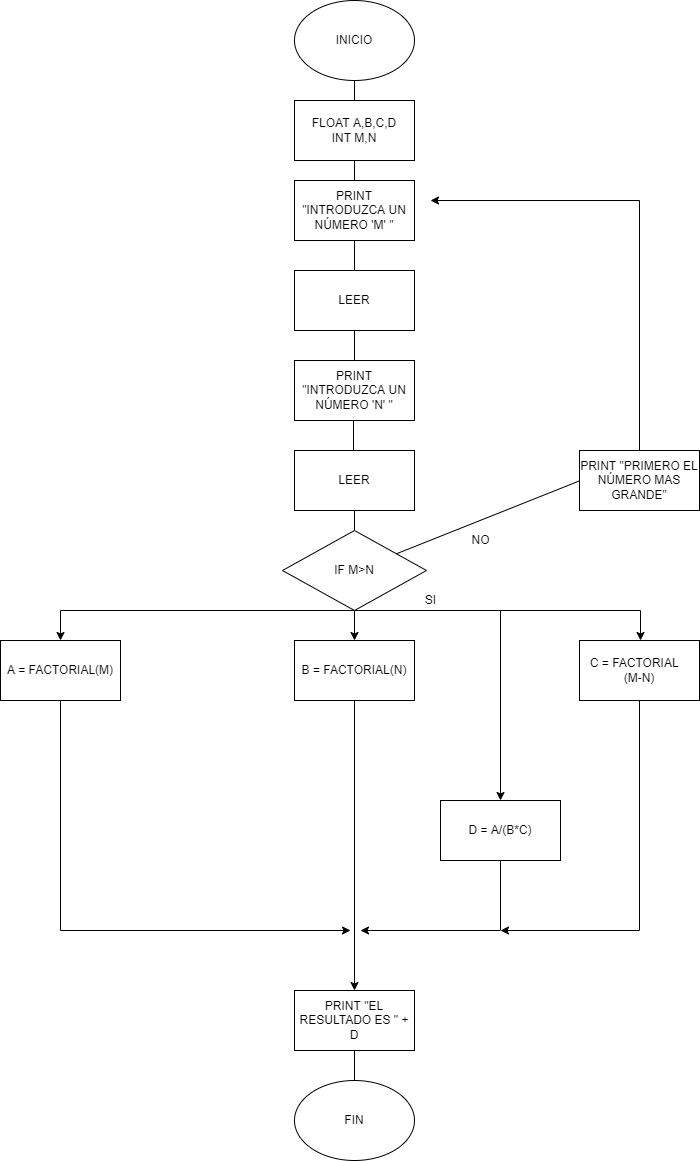 INICIO
FLOAT A,B,C,D
INT M,N
PRINT
"INTRODUZCA UN
NÚMERO 'M' "
LEER
PRINT
"INTRODUZCA UN
NÚMERO 'N' "
LEER
PRINT "PRIMERO EL
NÚMERO MAS
GRANDE"
NO
IF M>N
SI
A = FACTORIAL(M)
B = FACTORIAL(N)
C = FACTORIAL
(M-N)
D = A/(B*C)
PRINT "EL
RESULTADO ES " +
D
FIN